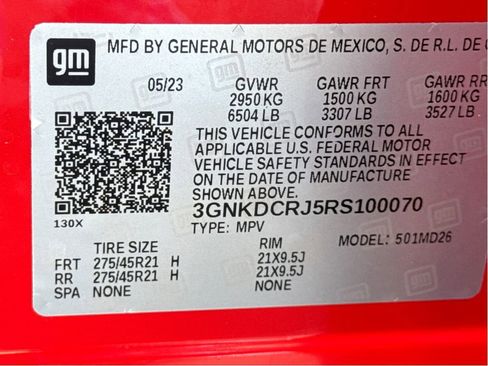 gm
MFD BY GENERAL MOTORS DE MEXICO, S. DE R.L. DE
05/23 GVWR GAWR FRT GAWR RR
2950 KG 1500 KG 1600 KG
6504 LB 3307 LB 3527 LB
THIS VEHICLE CONFORMS TO ALL
APPLICABLE U.S. FEDERAL MOTOR
VEHICLE SAFETY STANDARDS IN EFFECT
ON THE DATE OF MANUFACTURE
SHOWN ABOVE.
3GNKDCRJ5RS100070
130X TYPE: MPV MODEL: 501MD26
TIRE SIZE RIM
FRT 275/45R21 H 21X9.5J
RR 275/45R21 H 21X9.5J
SPA NONE NONE